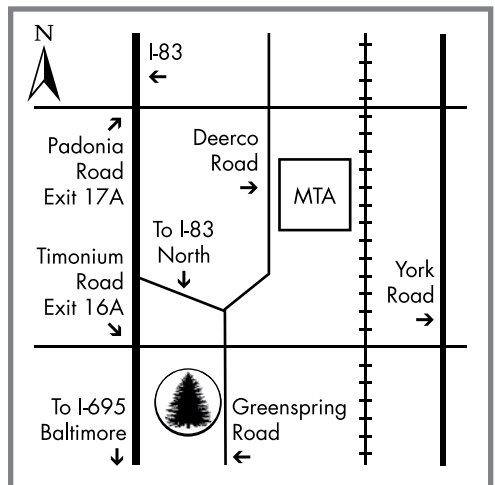 N
I-83
Padonia
Road
Exit 17A
Deerco
Road
MTA
To I-83
North
Timonium
Road
Exit 16A
York
Road
To I-695
Baltimore
Greenspring
Road